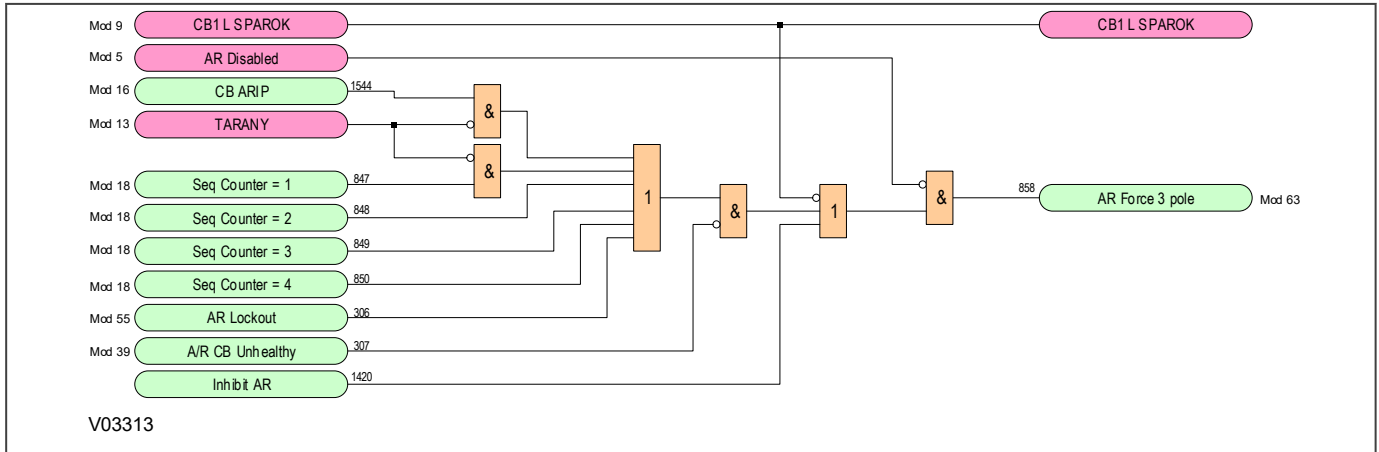 Mod 9 CB1 L SPAROK CB1 L SPAROK
Mod 5 AR Disabled
Mod 16 CB ARIP 1544
&
Mod 13 TARANY
&
Mod 18 Seq Counter = 1 847
1 & 1 & 858 AR Force 3 pole Mod 63
Mod 18 Seq Counter = 2 848
Mod 18 Seq Counter = 3 849
Mod 18 Seq Counter = 4 850
Mod 55 AR Lockout 306
Mod 39 A/R CB Unhealthy 307
Inhibit AR 1420
V03313